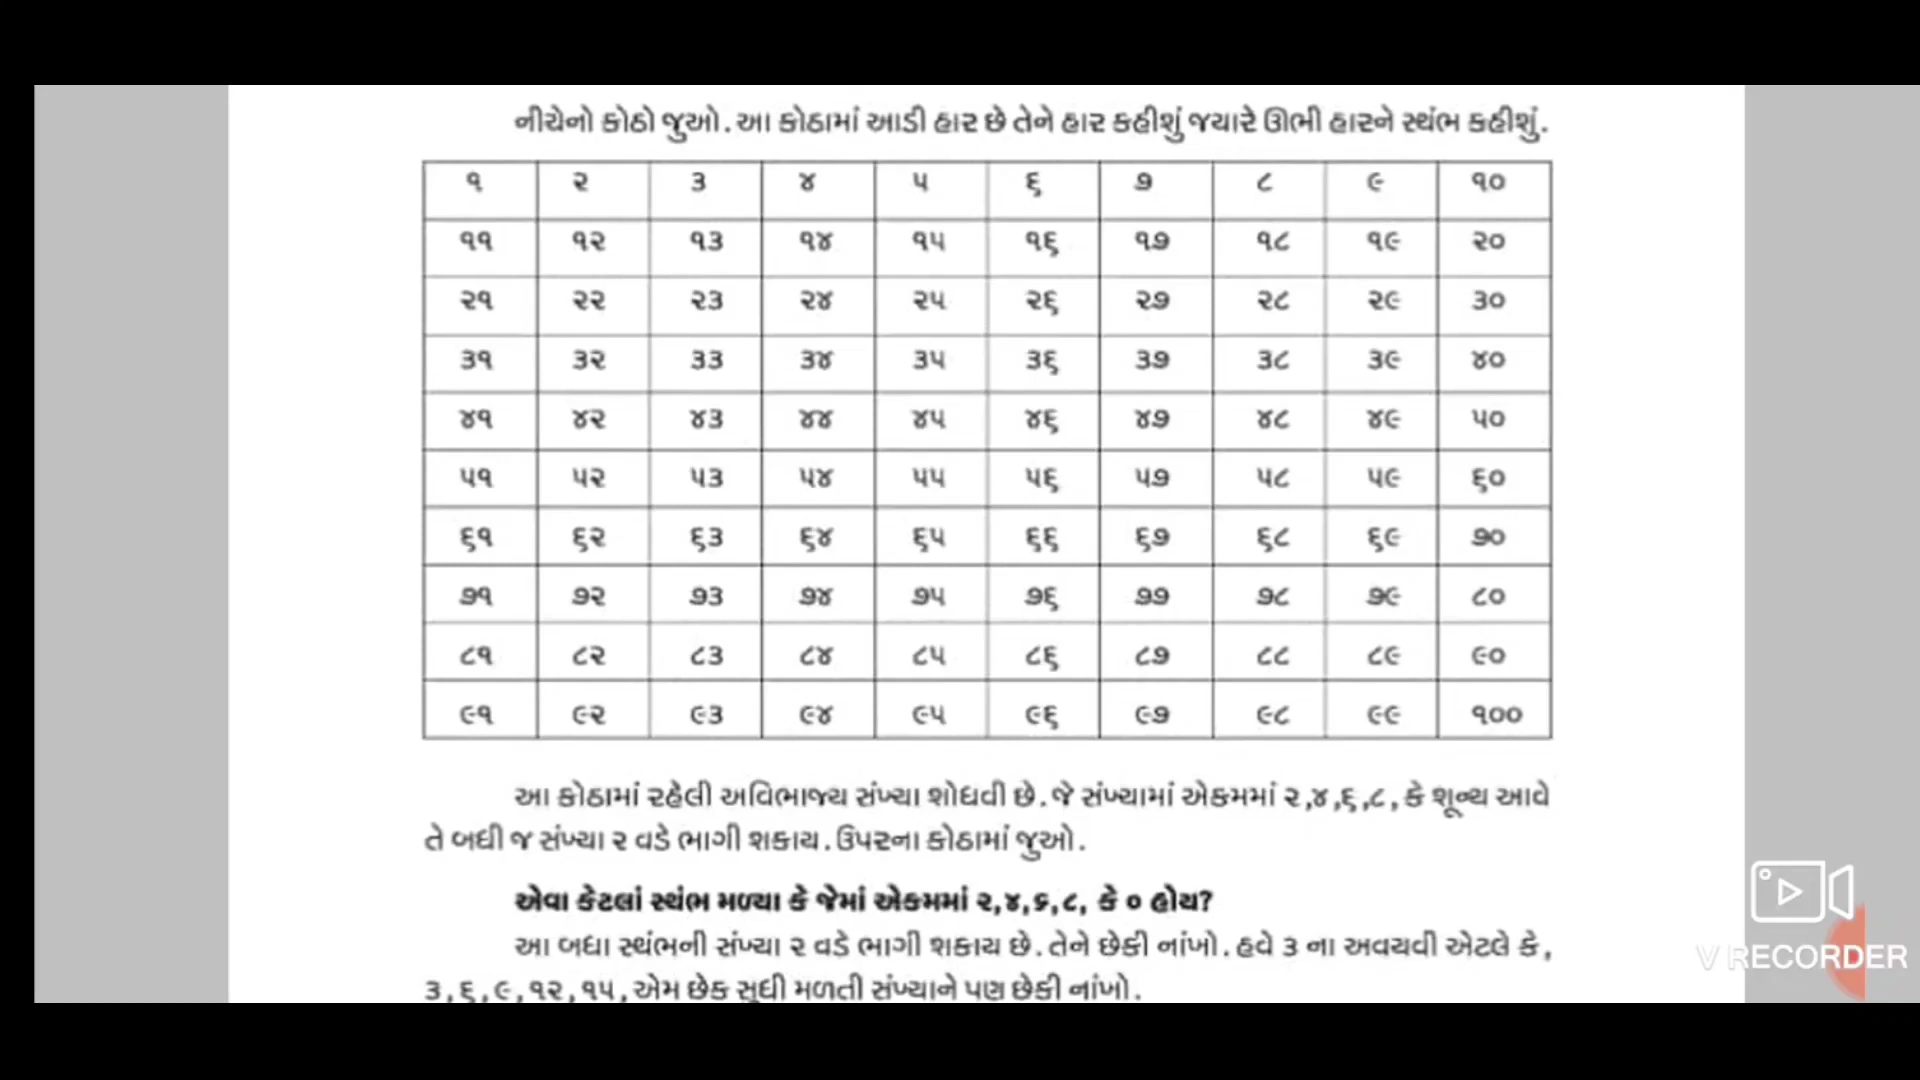 નીચેનો કોઠો જુઓ. આ કોઠામાં આડી હાર છે તેને હાર કહીશું જ્યારે ઊભી હારને સ્થંભ કહીશું.
૧ ૨ ૩ ૪ ૫ ૬ ૭ ૮ ૯ ૧૦
૧૧ ૧૨ ૧૩ ૧૪ ૧૫ ૧૬ ૧૭ ૧૮ ૧૯ ૨૦
૨૧ ૨૨ ૨૩ ૨૪ ૨૫ ૨૬ ૨૭ ૨૮ ૨૯ ૩૦
૩૧ ૩૨ ૩૩ ૩૪ ૩૫ ૩૬ ૩૭ ૩૮ ૩૯ ૪૦
૪૧ ૪૨ ૪૩ ૪૪ ૪૫ ૪૬ ૪૭ ૪૮ ૪૯ ૫૦
૫૧ ૫૨ ૫૩ ૫૪ ૫૫ ૫૬ ૫૭ ૫૮ ૫૯ ૬૦
૬૧ ૬૨ ૬૩ ૬૪ ૬૫ ૬૬ ૬૭ ૬૮ ૬૯ ૭૦
૭૧ ૭૨ ૭૩ ૭૪ ૭૫ ૭૬ ૭૭ ૭૮ ૭૯ ૮૦
૮૧ ૮૨ ૮૩ ૮૪ ૮૫ ૮૬ ૮૭ ૮૮ ૮૯ ૯૦
૯૧ ૯૨ ૯૩ ૯૪ ૯૫ ૯૬ ૯૭ ૯૮ ૯૯ ૧૦૦
આ કોઠામાં રહેલી અવિભાજ્ય સંખ્યા શોધવી છે. જે સંખ્યામાં એકમમાં ૨,૪,૬,૮, કે શૂન્ય આવે
તે બધી જ સંખ્યા ૨ વડે ભાગી શકાય. ઉપરના કોઠામાં જુઓ.
એવા કેટલાં સ્થંભ મળ્યા કે જેમાં એકમમાં ૨,૪,૬,૮, કે ૦ હોય?
આ બધા સ્થંભની સંખ્યા ૨ વડે ભાગી શકાય છે. તેને છેકી નાંખો. હવે ૩ ના અવયવી એટલે કે,
૩,૬,૯,૧૨,૧૫, એમ છેક સુધી મળતી સંખ્યાને પણ છેકી નાંખો.
V RECORDER